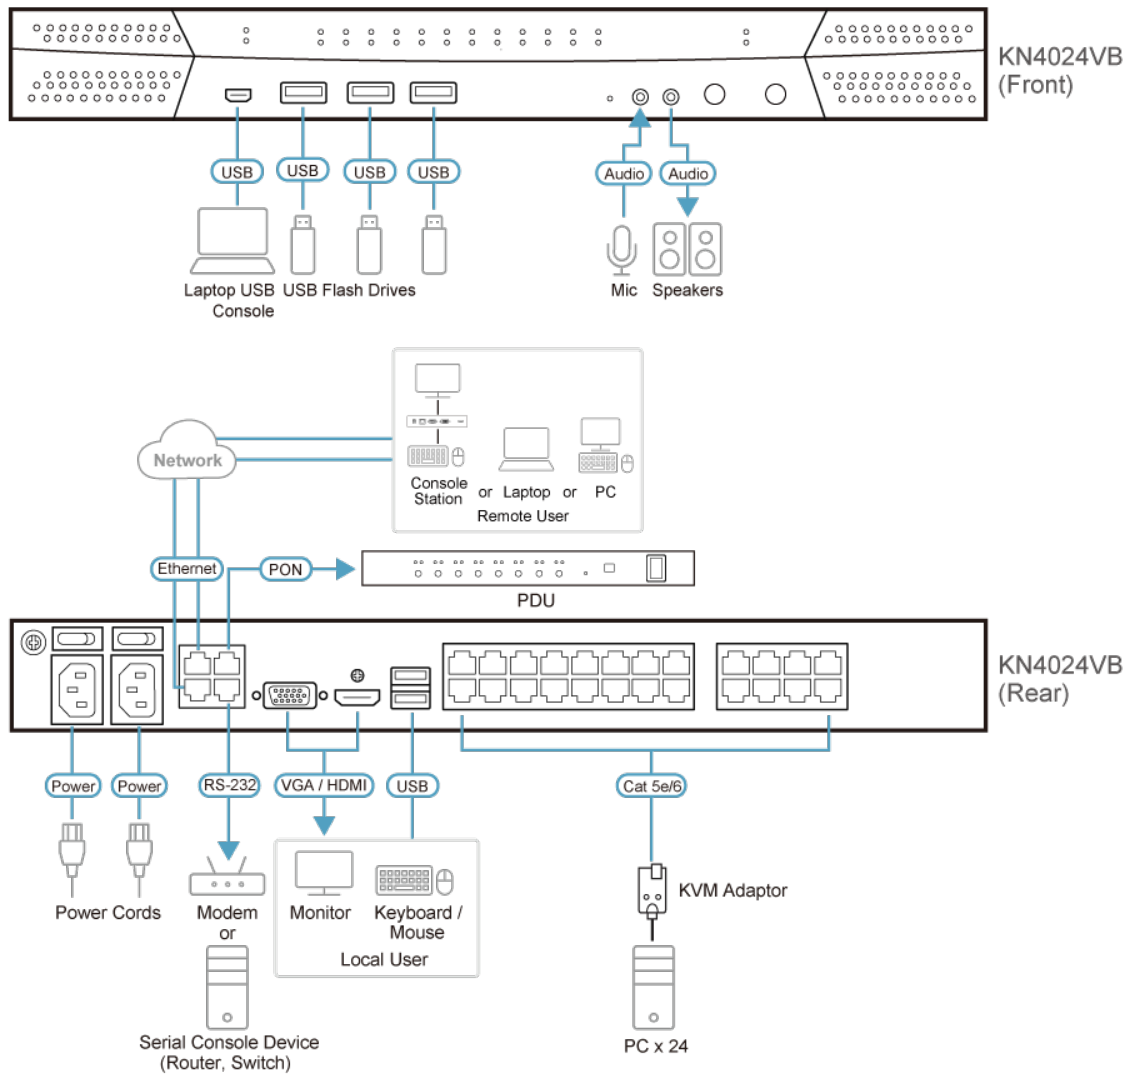 KN4024VB
(Front)
USB
USB
USB
USB
Audio
Audio
Laptop USB
Console
USB Flash Drives
Mic
Speakers
Network
Console
Station
or
Laptop
or
PC
Remote User
Ethernet
PON
PDU
KN4024VB
(Rear)
Power
Power
RS-232
VGA / HDMI
USB
Cat 5e/6
Power Cords
Modem
or
Serial Console Device
(Router, Switch)
Monitor
Keyboard /
Mouse
Local User
KVM Adaptor
PC x 24